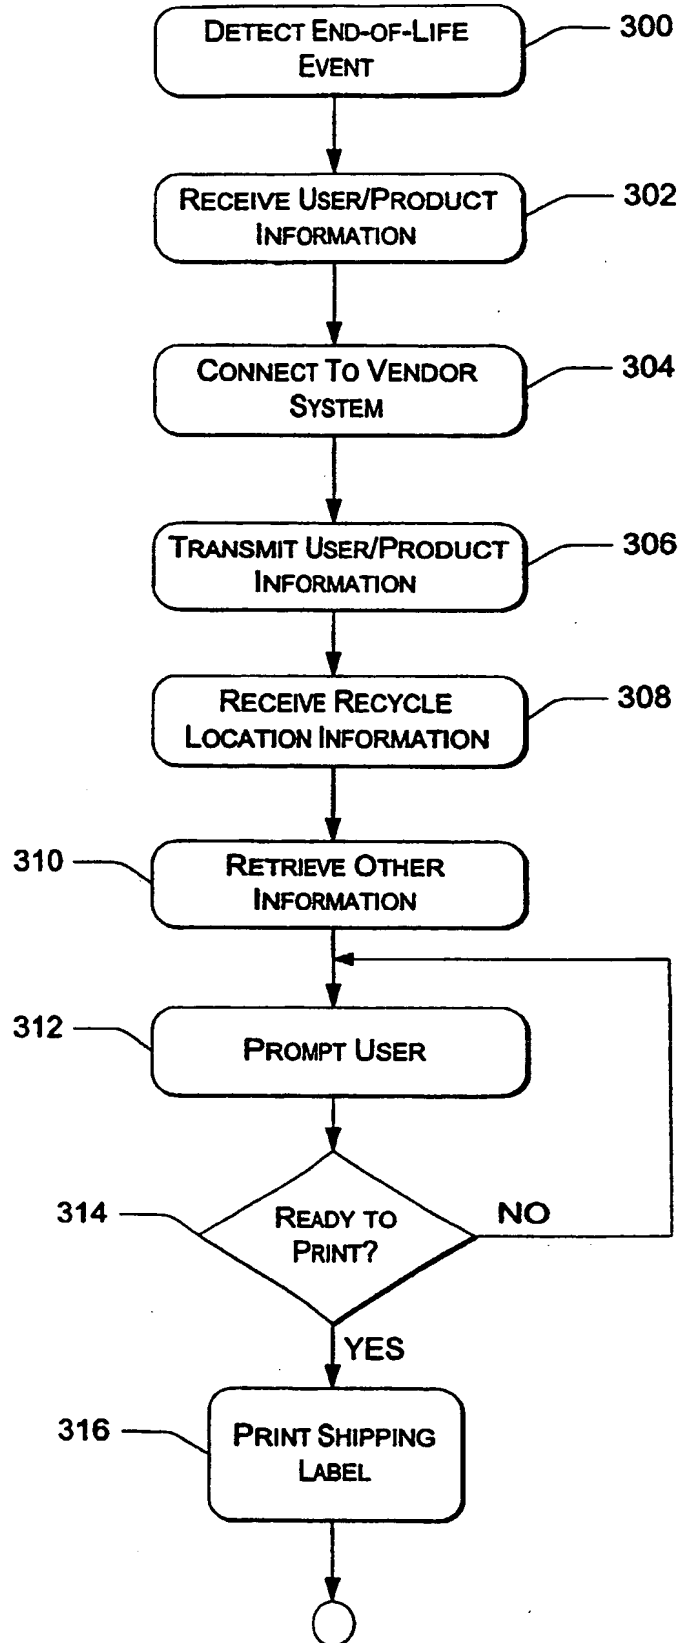 DETECT END-OF-LIFE
EVENT
300
RECEIVE USER/PRODUCT
INFORMATION
302
CONNECT TO VENDOR
SYSTEM
304
TRANSMIT USER/PRODUCT
INFORMATION
306
RECEIVE RECYCLE
LOCATION INFORMATION
308
310
RETRIEVE OTHER
INFORMATION
312
PROMPT USER
314
READY TO
PRINT?
NO
YES
316
PRINT SHIPPING
LABEL